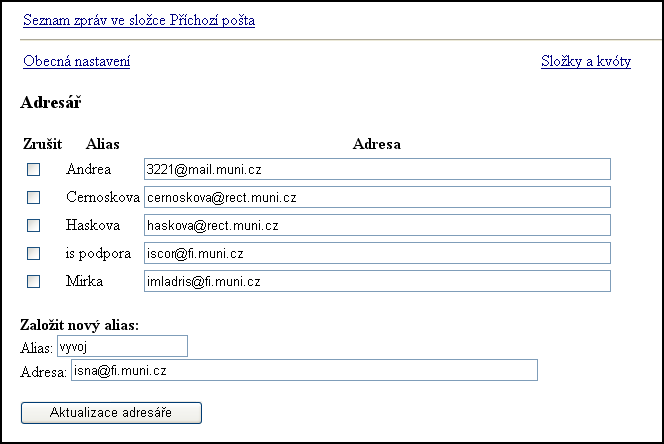 Seznam zpráv ve složce Příchozí pošta
Obecná nastavení Složky a kvóty
Adresář
Zrušit Alias Adresa
Andrea 3221@mail.muni.cz
Cernoskova cernoskova@rect.muni.cz
Haskova haskova@rect.muni.cz
is podpora iscor@fi.muni.cz
Mirka imladris@fi.muni.cz
Založit nový alias:
Alias: vyvoj
Adresa: isna@fi.muni.cz
Aktualizace adresáře